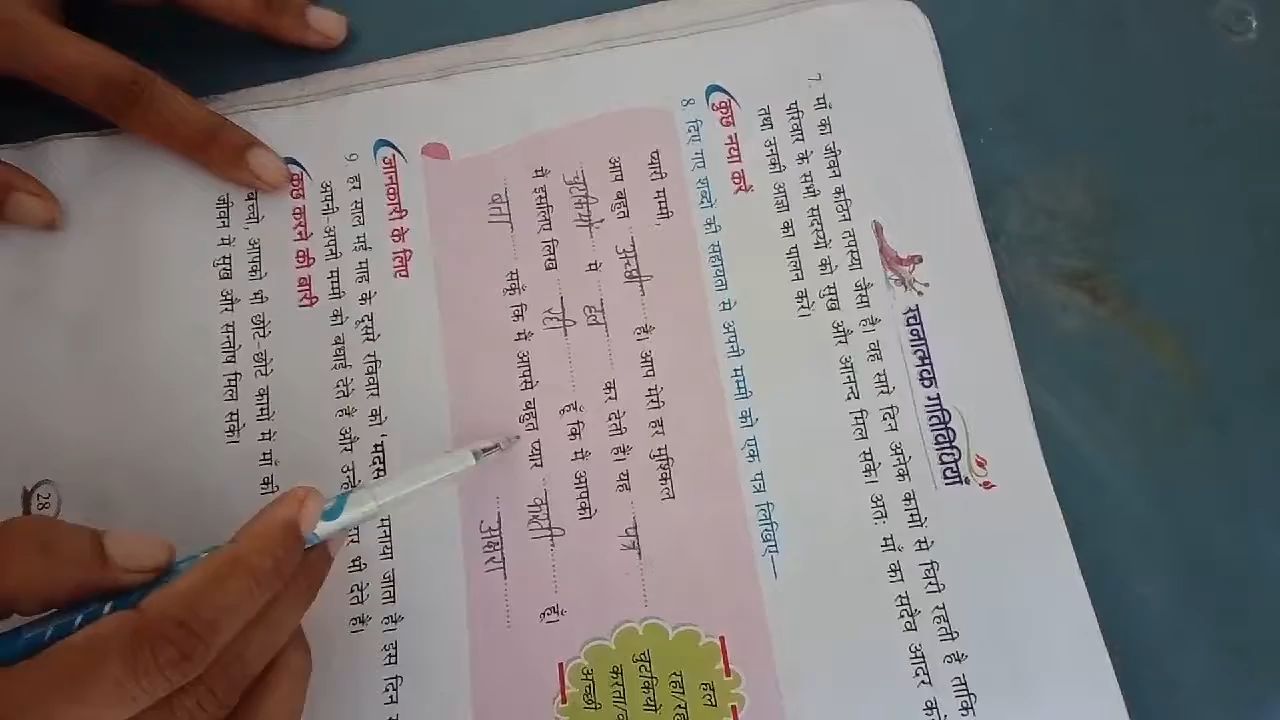 रचनात्मक गतिविधियाँ
7. माँ का जीवन कठिन तपस्या जैसा है। वह सारे दिन अनेक कामों से घिरी रहती है ताकि
परिवार के सभी सदस्यों को सुख और आनन्द मिल सके। अतः माँ का सदैव आदर
तथा उनकी आज्ञा का पालन करें।
कुछ नया करें
8. दिए गए शब्दों की सहायता से अपनी मम्मी को एक पत्र लिखिए—
प्यारी मम्मी,
आप बहुत अच्छी हैं। आप मेरी हर मुश्किल
चुटकियों में हल कर देती हैं। यह पत्र
मैं इसलिए लिख रही हूँ कि मैं आपको
बता सकूँ कि मैं आपसे बहुत प्यार करती हूँ।
अक्षरा
हल
चुटकियों
अच्छी
जानकारी के लिए
9. हर साल मई माह के दूसरे रविवार को 'मदर्स मनाया जाता है। इस दिन
अपनी-अपनी मम्मी को बधाई देते हैं और उन्हें भी देते हैं।
कुछ करने की बारी
बच्चो, आपको भी छोटे-छोटे कामों में माँ की
जीवन में सुख और सन्तोष मिल सके।
28